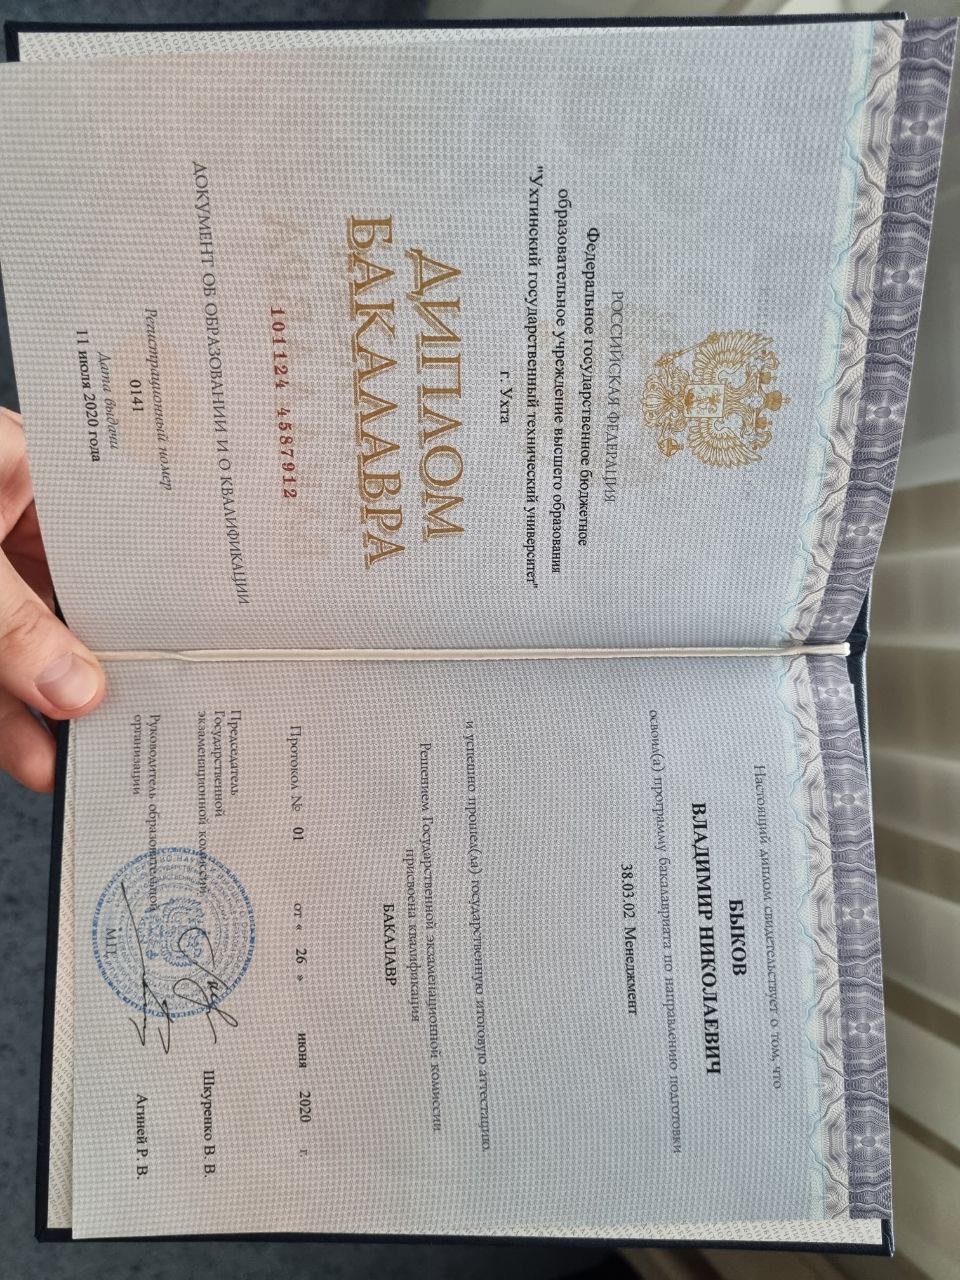 РОССИЙСКАЯ ФЕДЕРАЦИЯ
Федеральное государственное бюджетное
образовательное учреждение высшего образования
"Ухтинский государственный технический университет"
г. Ухта
ДИПЛОМ
БАКАЛАВРА
101124 4587912
ДОКУМЕНТ ОБ ОБРАЗОВАНИИ И О КВАЛИФИКАЦИИ
Регистрационный номер
0141
Дата выдачи
11 июля 2020 года
Настоящий диплом свидетельствует о том, что
БЫКОВ
ВЛАДИМИР НИКОЛАЕВИЧ
освоил(а) программу бакалавриата по направлению подготовки
38.03.02 Менеджмент
и успешно прошел(ла) государственную итоговую аттестацию
Решением Государственной экзаменационной комиссии
присвоена квалификация
БАКАЛАВР
Протокол № 01 от « 26 » июня 2020 г.
Председатель
Государственной
экзаменационной комиссии Шкуренко В. В.
Руководитель образовательной
организации Агиней Р. В.
М.П.